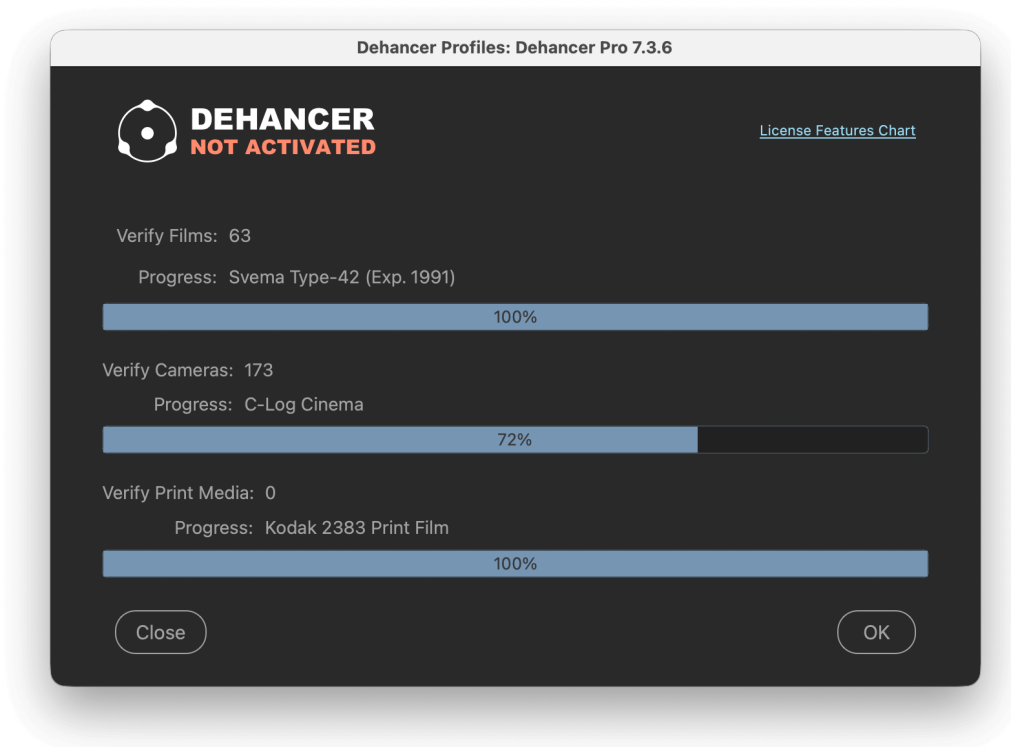 Dehancer Profiles: Dehancer Pro 7.3.6
DEHANCER
NOT ACTIVATED
License Features Chart
Verify Films: 63
Progress: Svema Type-42 (Exp. 1991)
100%
Verify Cameras: 173
Progress: C-Log Cinema
72%
Verify Print Media: 0
Progress: Kodak 2383 Print Film
100%
Close
OK